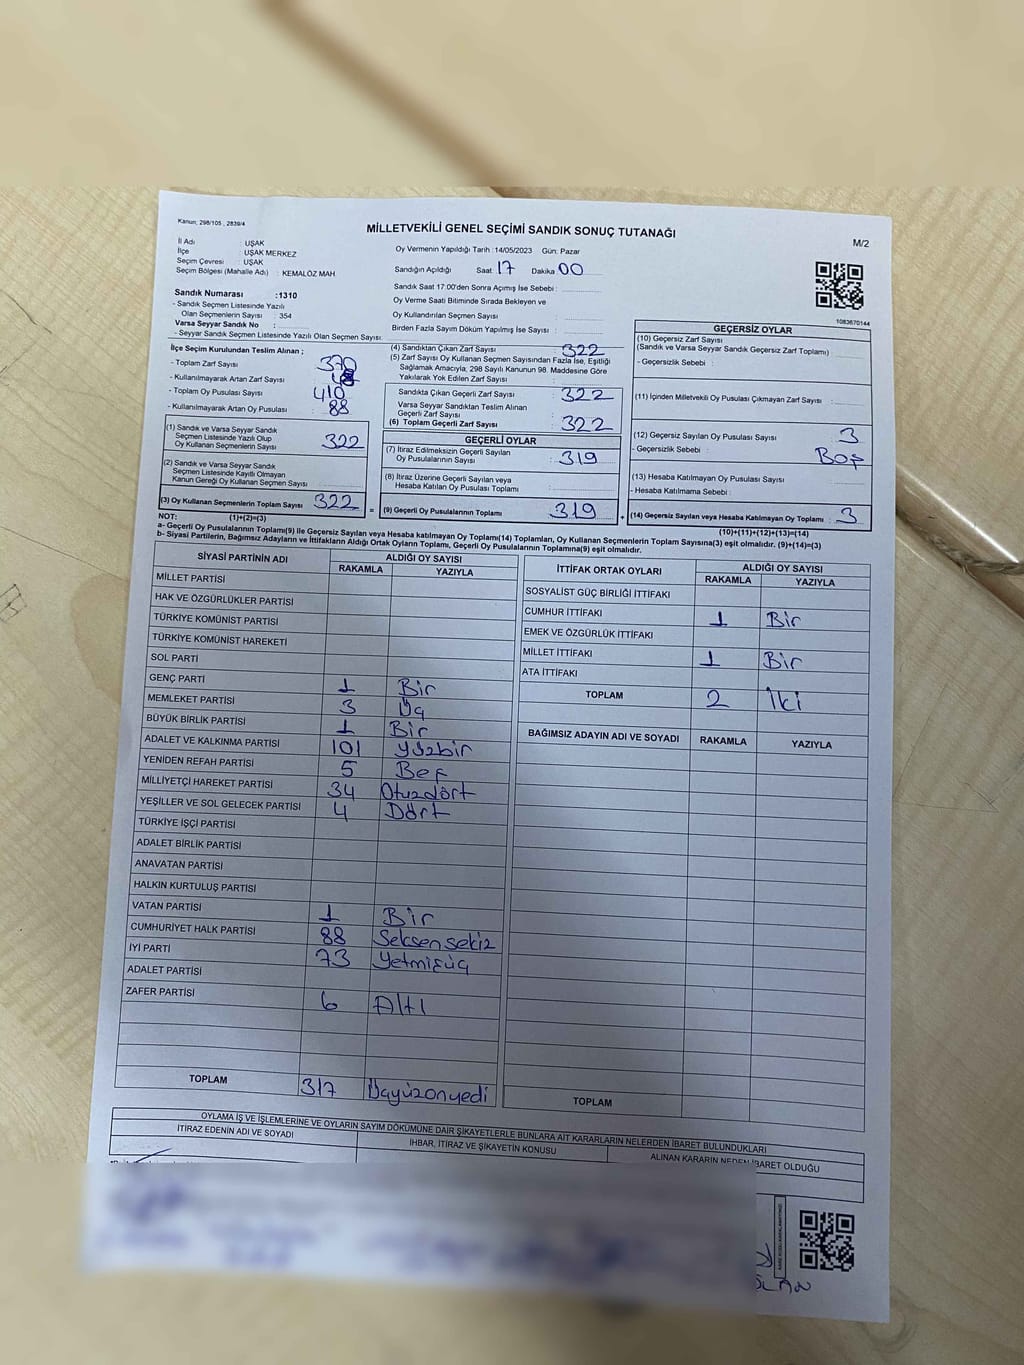 Kanun; 298/105 , 2839/4
MİLLETVEKİLİ GENEL SEÇİMİ SANDIK SONUÇ TUTANAĞI
M/2
İl Adı : UŞAK
İlçe : UŞAK MERKEZ
Seçim Çevresi : UŞAK
Seçim Bölgesi (Mahalle Adı) : KEMALÖZ MAH
Oy Vermenin Yapıldığı Tarih :14/05/2023 Gün: Pazar
Sandığın Açıldığı Saat 17 Dakika 00
Sandık Saat 17:00'den Sonra Açımış İse Sebebi :
Oy Verme Saati Bitiminde Sırada Bekleyen ve
Oy Kullandırılan Seçmen Sayısı :
Birden Fazla Sayım Döküm Yapılmış İse Sayısı :
1083670144
Sandık Numarası :1310
- Sandık Seçmen Listesinde Yazılı
Olan Seçmenlerin Sayısı : 354
Varsa Seyyar Sandık No :
- Seyyar Sandık Seçmen Listesinde Yazılı Olan Seçmen Sayısı
İlçe Seçim Kurulundan Teslim Alınan ;
- Toplam Zarf Sayısı : 370
- Kullanılmayarak Artan Zarf Sayısı :
- Toplam Oy Pusulası Sayısı : 410
- Kullanılmayarak Artan Oy Pusulası : 88
(1) Sandık ve Varsa Seyyar Sandık
Seçmen Listesinde Yazılı Olup
Oy Kullanan Seçmenlerin Sayısı : 322
(2) Sandık ve Varsa Seyyar Sandık
Seçmen Listesinde Kayıtlı Olmayan
Kanun Gereği Oy Kullanan Seçmen Sayısı :
(3) Oy Kullanan Seçmenlerin Toplam Sayısı 322
(4) Sandıktan Çıkan Zarf Sayısı : 322
(5) Zarf Sayısı Oy Kullanan Seçmen Sayısından Fazla İse, Eşitliği
Sağlamak Amacıyla; 298 Sayılı Kanunun 98. Maddesine Göre
Yakılarak Yok Edilen Zarf Sayısı :
Sandıkta Çıkan Geçerli Zarf Sayısı : 322
Varsa Seyyar Sandıktan Teslim Alınan
Geçerli Zarf Sayısı :
(6) Toplam Geçerli Zarf Sayısı : 322
GEÇERLİ OYLAR
(7) İtiraz Edilmeksizin Geçerli Sayılan
Oy Pusulalarının Sayısı : 319
(8) İtiraz Üzerine Geçerli Sayılan veya
Hesaba Katılan Oy Pusulası Toplamı :
= (9) Geçerli Oy Pusulalarının Toplamı 319 +
GEÇERSİZ OYLAR
(10) Geçersiz Zarf Sayısı
(Sandık ve Varsa Seyyar Sandık Geçersiz Zarf Toplamı) :
- Geçersizlik Sebebi :
(11) İçinden Milletvekili Oy Pusulası Çıkmayan Zarf Sayısı :
(12) Geçersiz Sayılan Oy Pusulası Sayısı : 3
- Geçersizlik Sebebi : Boş
(13) Hesaba Katılmayan Oy Pusulası Sayısı :
- Hesaba Katılmama Sebebi :
(14) Geçersiz Sayılan veya Hesaba Katılmayan Oy Toplamı : 3
NOT: (1)+(2)=(3) (10)+(11)+(12)+(13)=(14)
a- Geçerli Oy Pusulalarının Toplamı(9) ile Geçersiz Sayılan veya Hesaba katılmayan Oy Toplamı(14) Toplamları, Oy Kullanan Seçmenlerin Toplam Sayısına(3) eşit olmalıdır. (9)+(14)=(3)
b- Siyasi Partilerin, Bağımsız Adayların ve İttifakların Aldığı Ortak Oyların Toplamı, Geçerli Oy Pusulalarının Toplamına(9) eşit olmalıdır.
SİYASİ PARTİNİN ADI ALDIĞI OY SAYISI
RAKAMLA YAZIYLA
MİLLET PARTİSİ
HAK VE ÖZGÜRLÜKLER PARTİSİ
TÜRKİYE KOMÜNİST PARTİSİ
TÜRKİYE KOMÜNİST HAREKETİ
SOL PARTİ
GENÇ PARTİ 1 Bir
MEMLEKET PARTİSİ 3 Üç
BÜYÜK BİRLİK PARTİSİ 1 Bir
ADALET VE KALKINMA PARTİSİ 101 Yüzbir
YENİDEN REFAH PARTİSİ 5 Beş
MİLLİYETÇİ HAREKET PARTİSİ 34 Otuzdört
YEŞİLLER VE SOL GELECEK PARTİSİ 4 Dört
TÜRKİYE İŞÇİ PARTİSİ
ADALET BİRLİK PARTİSİ
ANAVATAN PARTİSİ
HALKIN KURTULUŞ PARTİSİ
VATAN PARTİSİ 1 Bir
CUMHURİYET HALK PARTİSİ 88 Seksensekiz
İYİ PARTİ 73 Yetmişüç
ADALET PARTİSİ
ZAFER PARTİSİ 6 Altı
TOPLAM 317 Üçyüzonyedi
İTTİFAK ORTAK OYLARI ALDIĞI OY SAYISI
RAKAMLA YAZIYLA
SOSYALİST GÜÇ BİRLİĞİ İTTİFAKI
CUMHUR İTTİFAKI 1 Bir
EMEK VE ÖZGÜRLÜK İTTİFAKI
MİLLET İTTİFAKI 1 Bir
ATA İTTİFAKI
TOPLAM 2 İki
BAĞIMSIZ ADAYIN ADI VE SOYADI RAKAMLA YAZIYLA
TOPLAM
OYLAMA İŞ VE İŞLEMLERİNE VE OYLARIN SAYIM DÖKÜMÜNE DAİR ŞİKAYETLERLE BUNLARA AİT KARARLARIN NELERDEN İBARET BULUNDUKLARI
İTİRAZ EDENİN ADI VE SOYADI İHBAR, İTİRAZ VE ŞİKAYETİN KONUSU ALINAN KARARIN NEDEN İBARET OLDUĞU